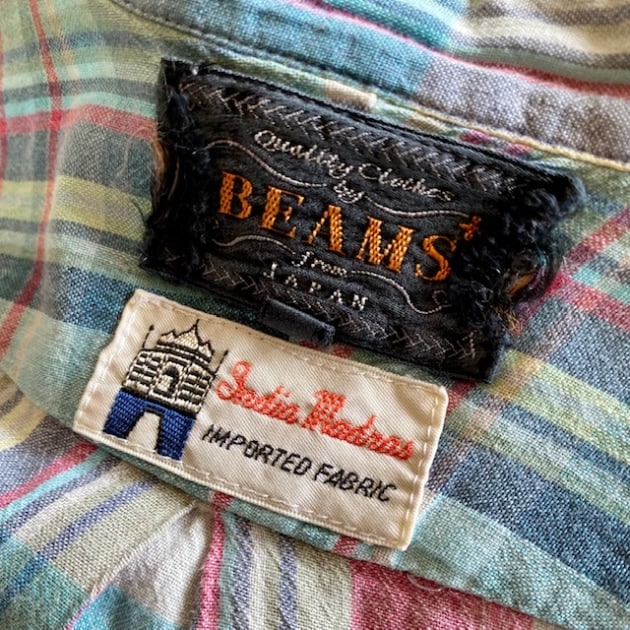 Quality Clothes
by
BEAMS+
from
JAPAN
India Madras
IMPORTED FABRIC